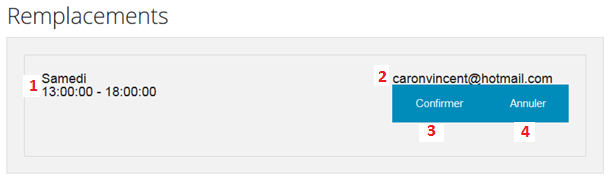 Remplacements
1 Samedi
13:00:00 - 18:00:00
2 caronvincent@hotmail.com
Confirmer Annuler
3 4